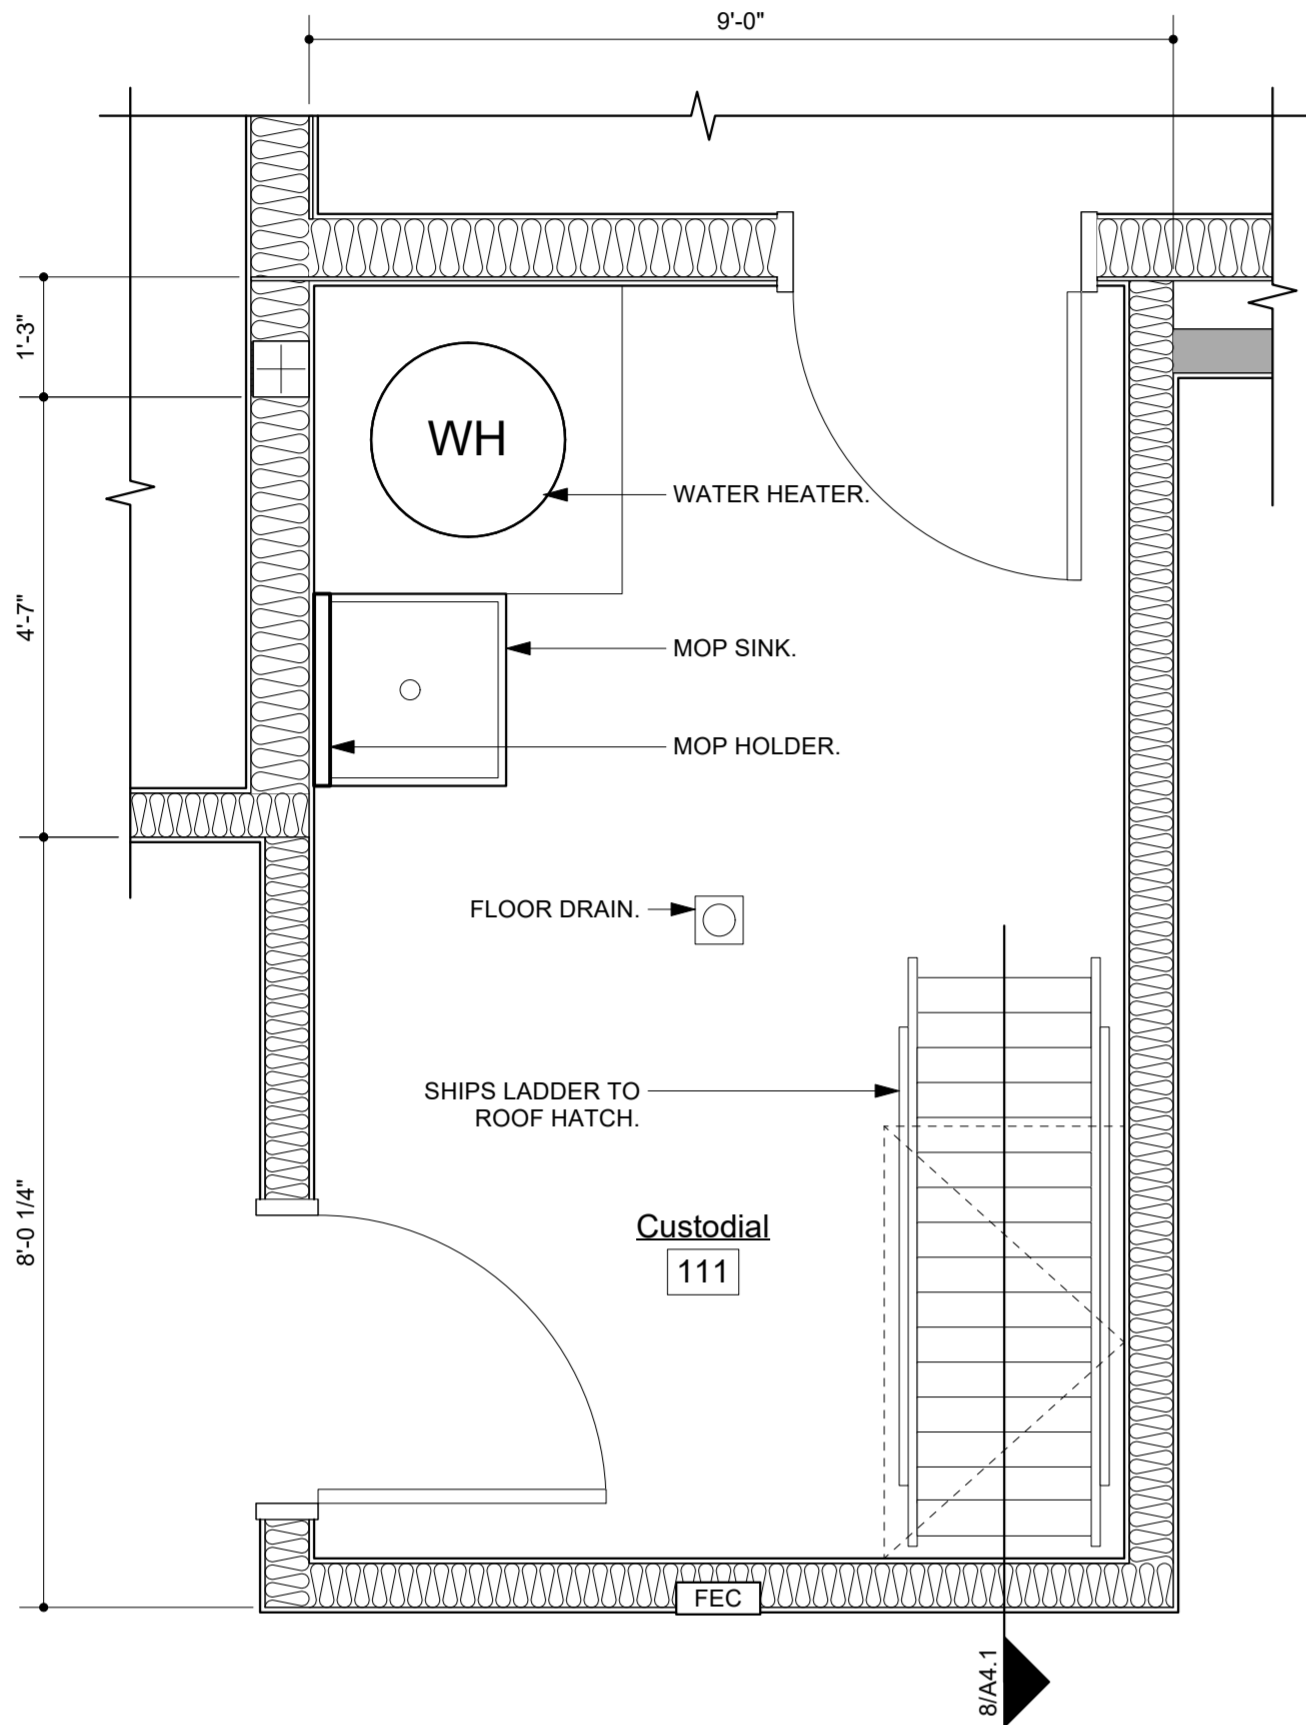 9'-0"
1'-3"
WH
WATER HEATER.
4'-7"
MOP SINK.
MOP HOLDER.
FLOOR DRAIN.
SHIPS LADDER TO
ROOF HATCH.
8'-0 1/4"
Custodial
111
FEC
8/A4.1